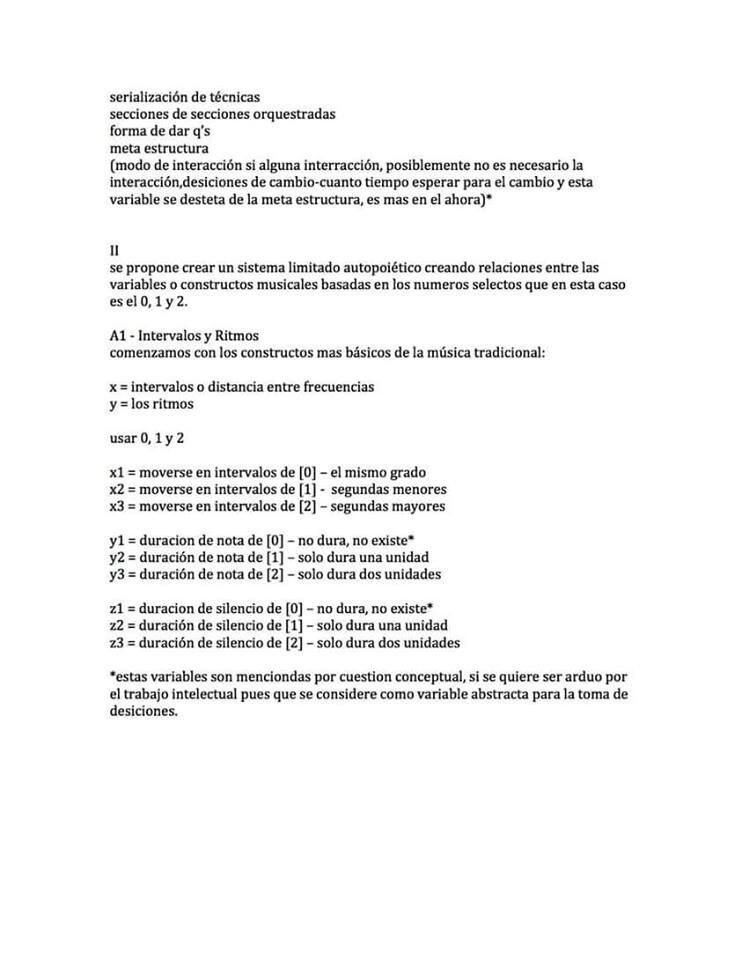 serialización de técnicas
secciones de secciones orquestradas
forma de dar q's
meta estructura
(modo de interacción si alguna interracción, posiblemente no es necesario la
interacción,desiciones de cambio-cuanto tiempo esperar para el cambio y esta
variable se desteta de la meta estructura, es mas en el ahora)*
II
se propone crear un sistema limitado autopoiético creando relaciones entre las
variables o constructos musicales basadas en los numeros selectos que en esta caso
es el 0, 1 y 2.
A1 - Intervalos y Ritmos
comenzamos con los constructos mas básicos de la música tradicional:
x = intervalos o distancia entre frecuencias
y = los ritmos
usar 0, 1 y 2
x1 = moverse en intervalos de [0] – el mismo grado
x2 = moverse en intervalos de [1] - segundas menores
x3 = moverse en intervalos de [2] – segundas mayores
y1 = duracion de nota de [0] – no dura, no existe*
y2 = duración de nota de [1] – solo dura una unidad
y3 = duración de nota de [2] – solo dura dos unidades
z1 = duracion de silencio de [0] – no dura, no existe*
z2 = duración de silencio de [1] – solo dura una unidad
z3 = duración de silencio de [2] – solo dura dos unidades
*estas variables son menciondas por cuestion conceptual, si se quiere ser arduo por
el trabajo intelectual pues que se considere como variable abstracta para la toma de
desiciones.